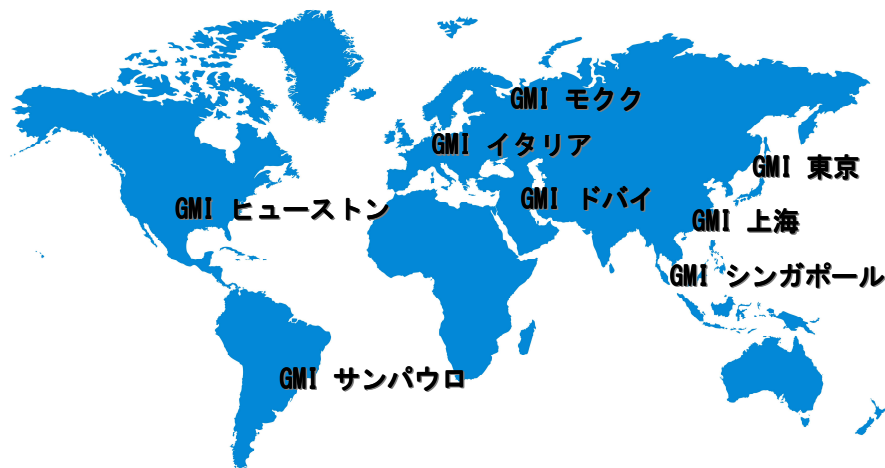 GMI モクク
GMI イタリア
GMI 東京
GMI ドバイ
GMI ヒューストン
GMI 上海
GMI シンガポール
GMI サンパウロ